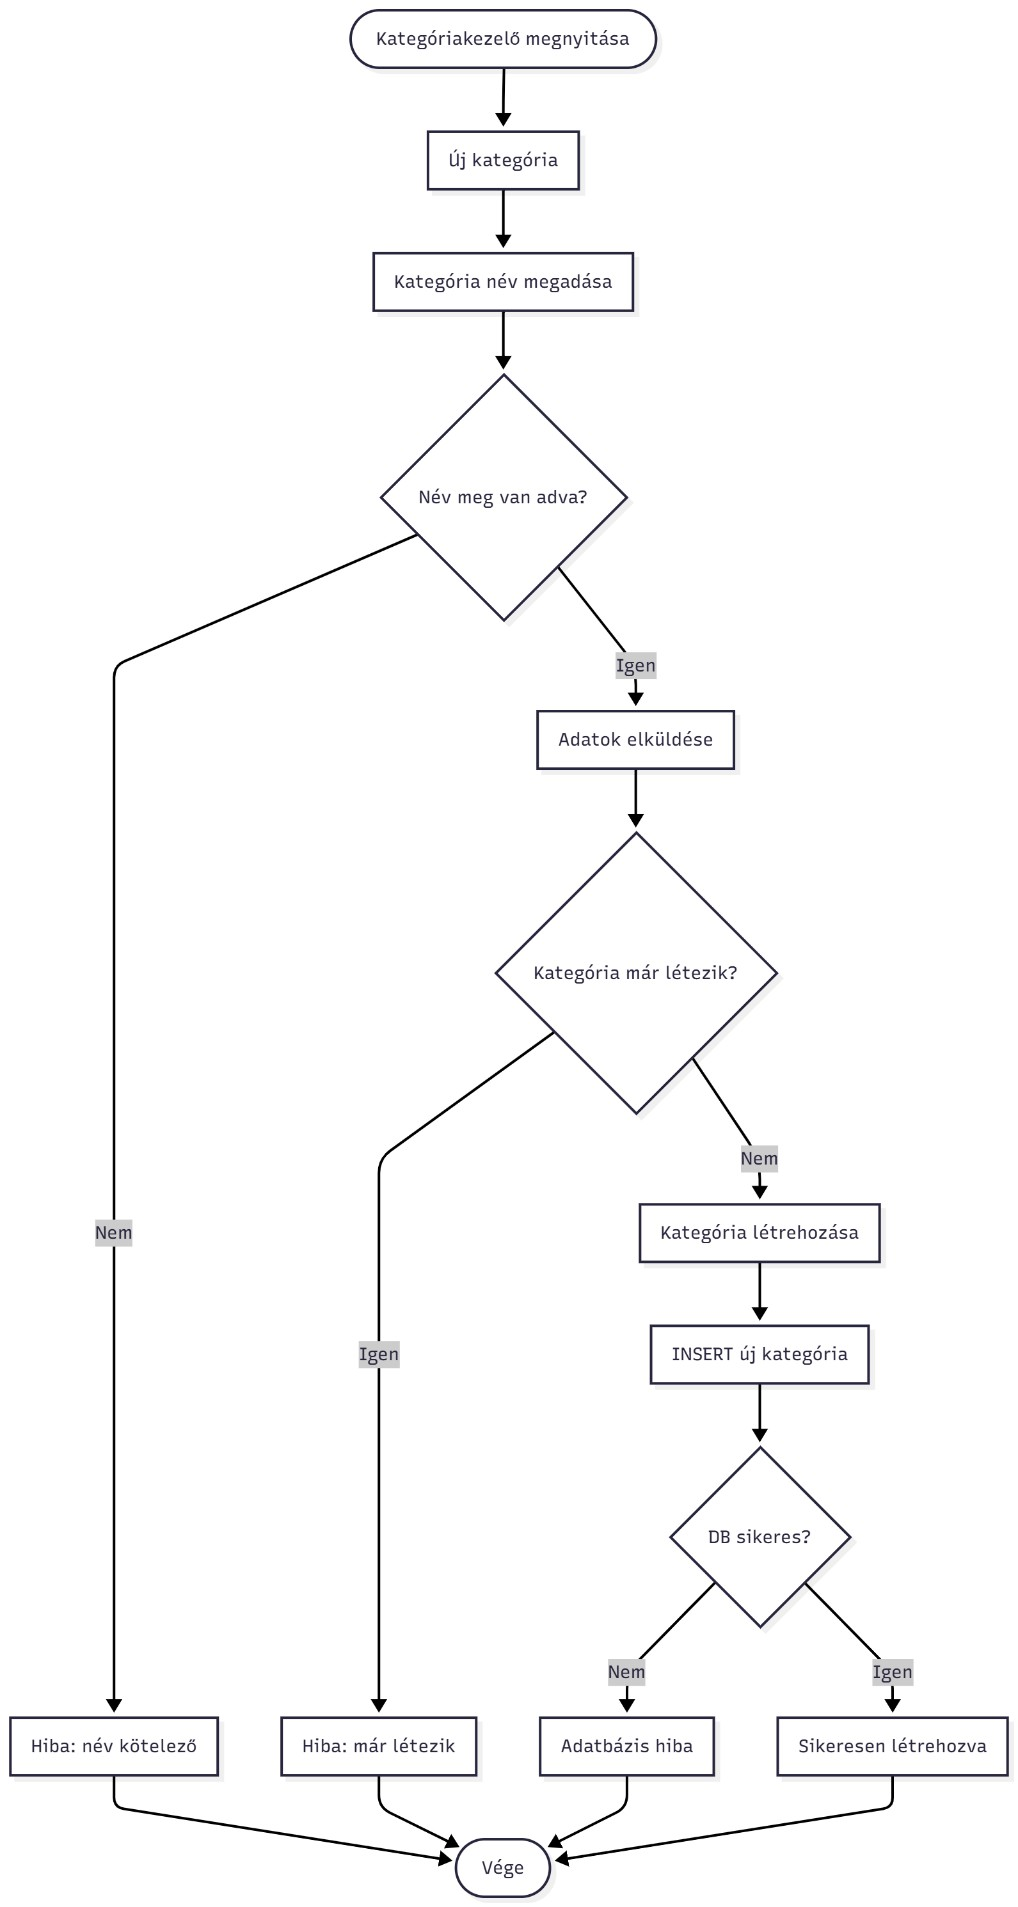 Kategóriakezelő megnyitása
Új kategória
Kategória név megadása
Név meg van adva?
Igen
Adatok elküldése
Kategória már létezik?
Nem
Nem
Kategória létrehozása
Igen
INSERT új kategória
DB sikeres?
Nem
Igen
Hiba: név kötelező
Hiba: már létezik
Adatbázis hiba
Sikeresen létrehozva
Vége